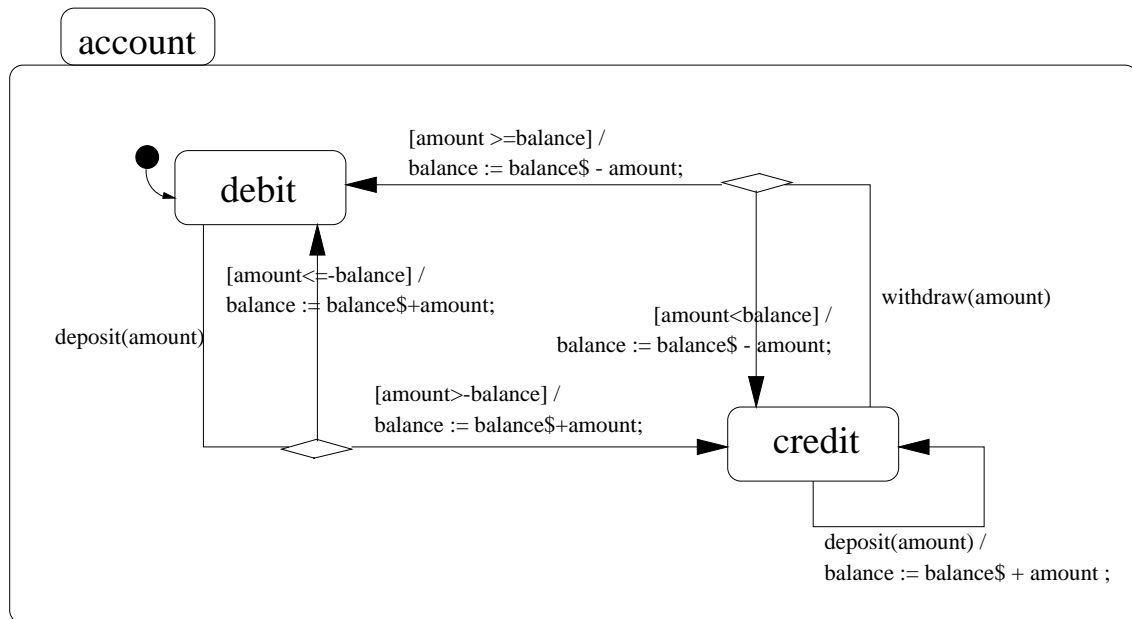 account
[amount >=balance] /
balance := balance$ - amount;
debit
[amount<=-balance] /
balance := balance$+amount;
withdraw(amount)
[amount<balance] /
balance := balance$ - amount;
deposit(amount)
[amount>-balance] /
balance := balance$+amount;
credit
deposit(amount) /
balance := balance$ + amount ;